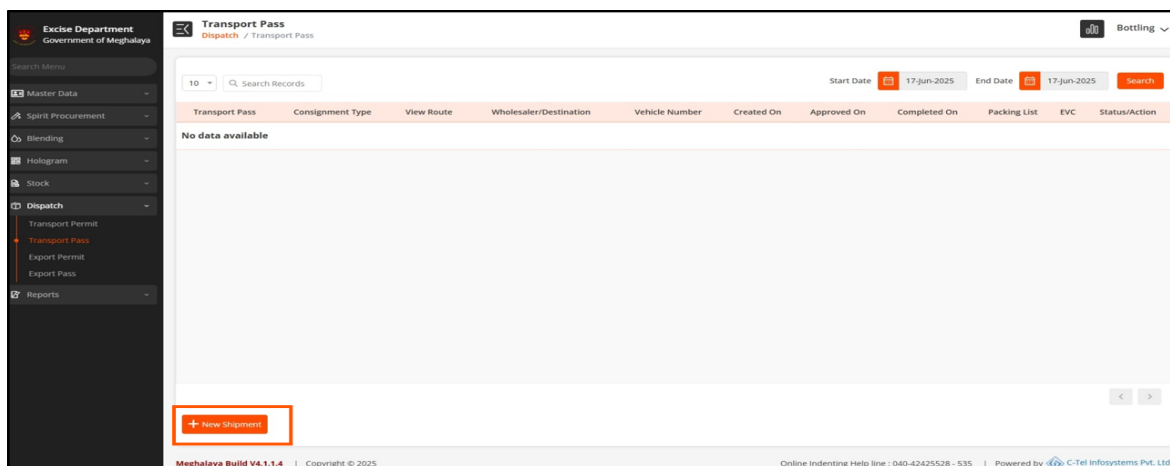 Excise Department
Government of Meghalaya
Search Menu
Master Data
Spirit Procurement
Blending
Hologram
Stock
Dispatch
Transport Permit
Transport Pass
Export Permit
Export Pass
Reports
Transport Pass
Dispatch / Transport Pass
Bottling
10 Search Records Start Date 17-Jun-2025 End Date 17-Jun-2025 Search
Transport Pass Consignment Type View Route Wholesaler/Destination Vehicle Number Created On Approved On Completed On Packing List EVC Status/Action
No data available
< >
+ New Shipment
Meghalaya Build V4.1.1.4 | Copyright © 2025 Online Indenting Help line : 040-42425528 - 535 | Powered by C-Tel Infosystems Pvt. Ltd